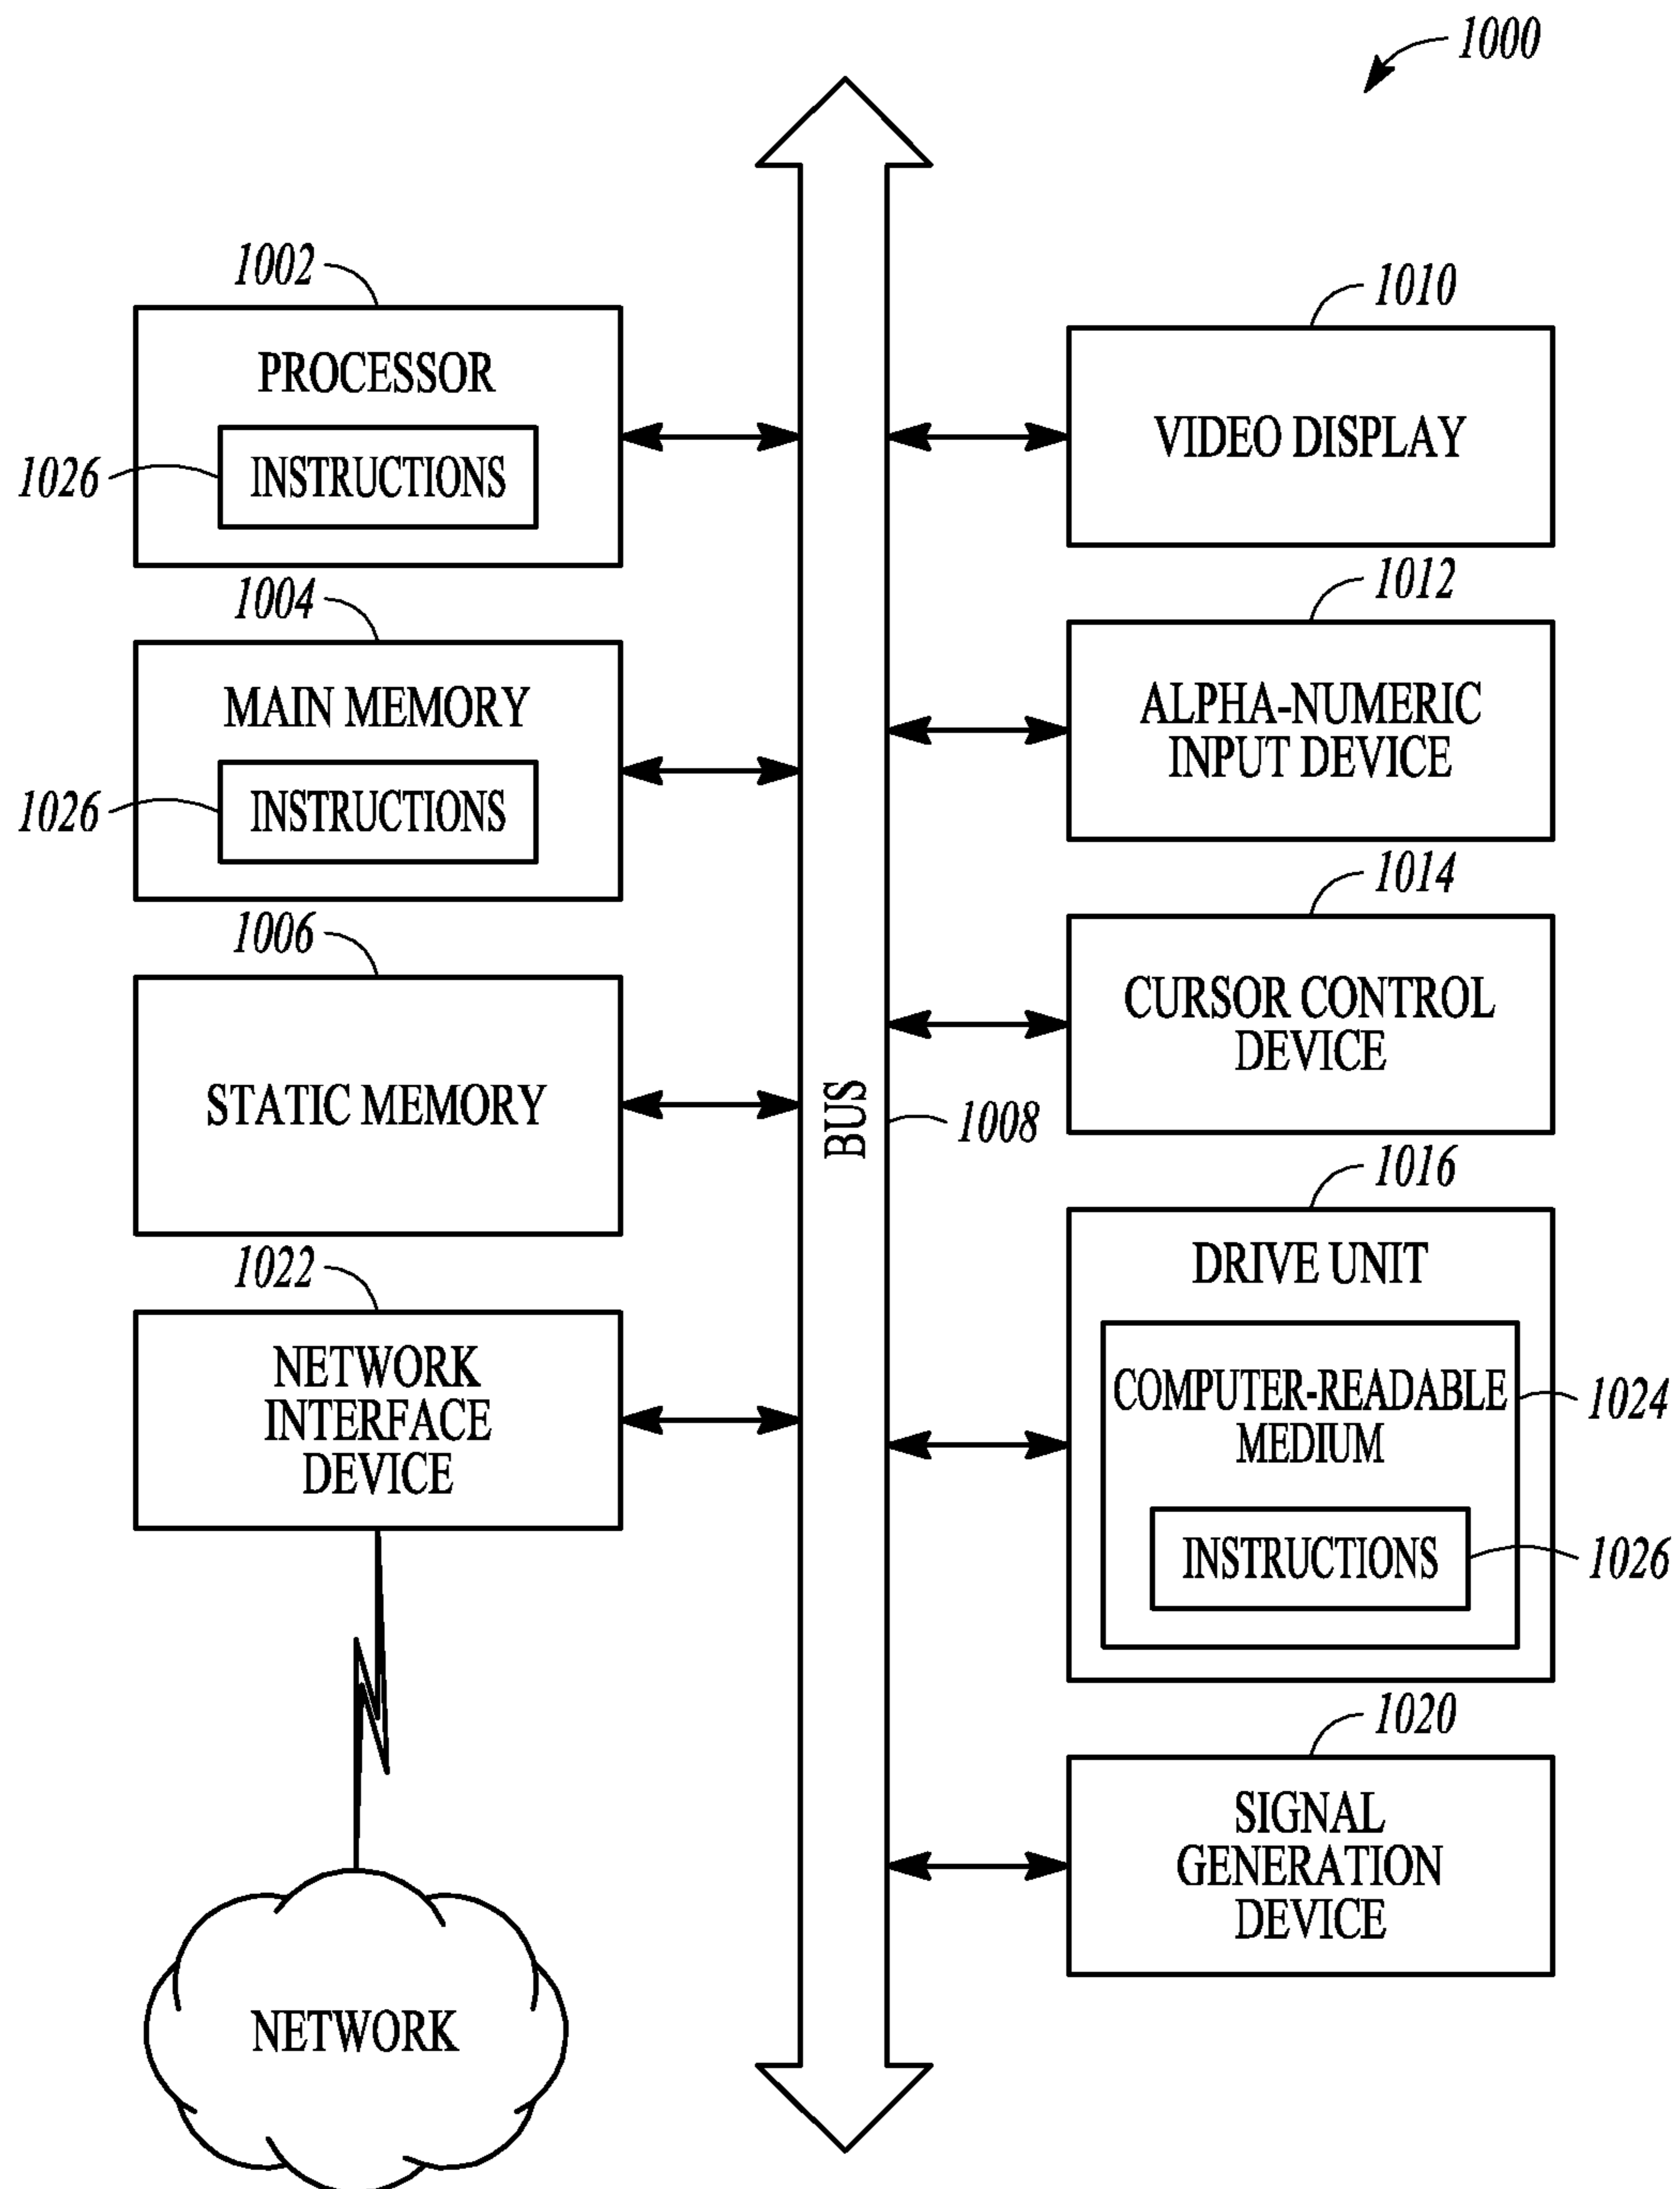 1000
1002
PROCESSOR
1026
INSTRUCTIONS
1004
MAIN MEMORY
1026
INSTRUCTIONS
1006
STATIC MEMORY
1022
NETWORK
INTERFACE
DEVICE
NETWORK
BUS
1008
1010
VIDEO DISPLAY
1012
ALPHA-NUMERIC
INPUT DEVICE
1014
CURSOR CONTROL
DEVICE
1016
DRIVE UNIT
COMPUTER-READABLE
MEDIUM
1024
INSTRUCTIONS
1026
1020
SIGNAL
GENERATION
DEVICE